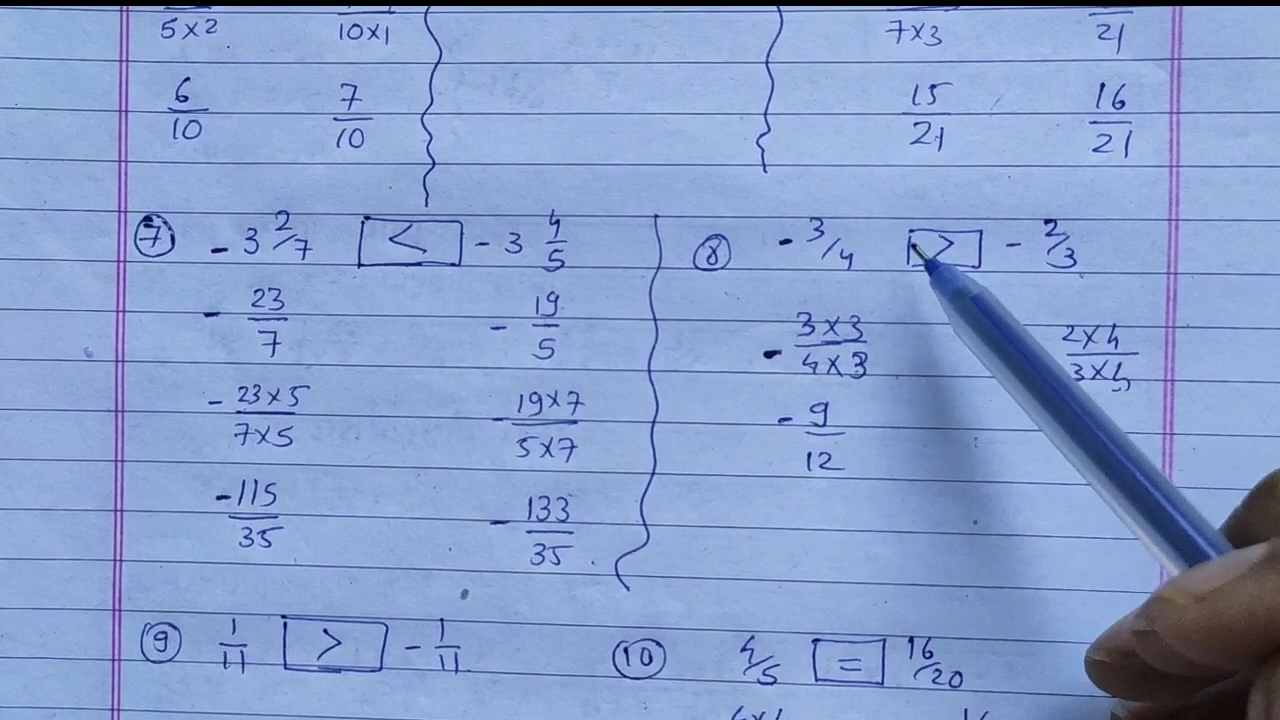 5×2 10×1 7×3 21
6/10 7/10 15/21 16/21
⑦ -3 2/7 < -3 4/5 ⑧ -3/4 > -2/3
-23/7 -19/5 -3×3/4×3 2×4/3×4
-23×5/7×5 -19×7/5×7 -9/12
-115/35 -133/35
⑨ 1/11 > -1/11 ⑩ 4/5 = 16/20